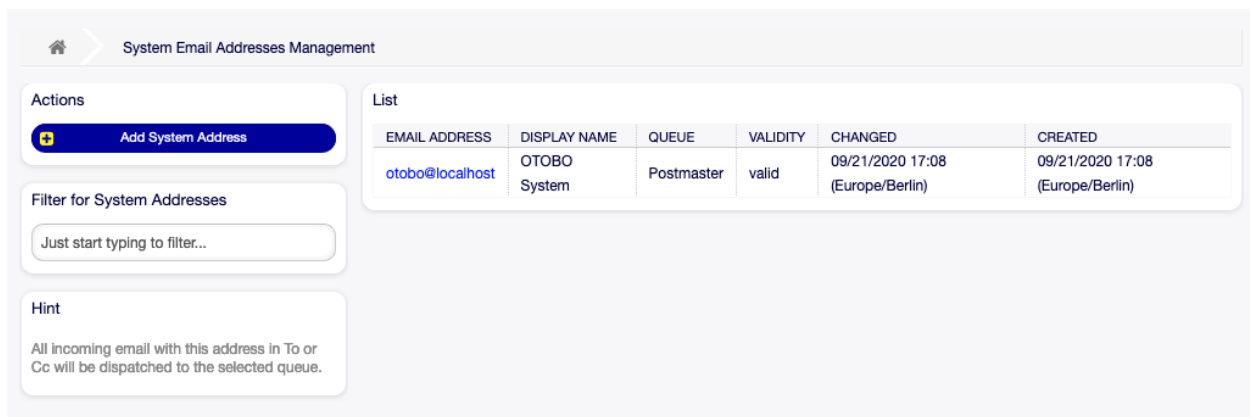 System Email Addresses Management
Actions
Add System Address
Filter for System Addresses
Just start typing to filter...
Hint
All incoming email with this address in To or
Cc will be dispatched to the selected queue.
List
EMAIL ADDRESS DISPLAY NAME QUEUE VALIDITY CHANGED CREATED
otobo@localhost OTOBO System Postmaster valid 09/21/2020 17:08 (Europe/Berlin) 09/21/2020 17:08 (Europe/Berlin)